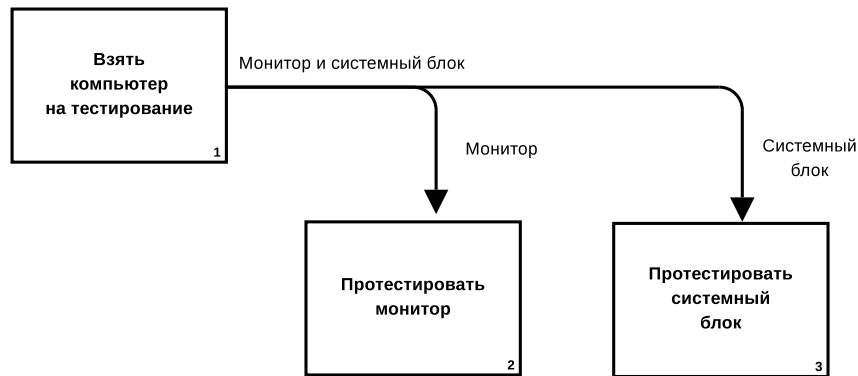 Взять
компьютер
на тестирование
1
Монитор и системный блок
Монитор
Системный
блок
Протестировать
монитор
2
Протестировать
системный
блок
3